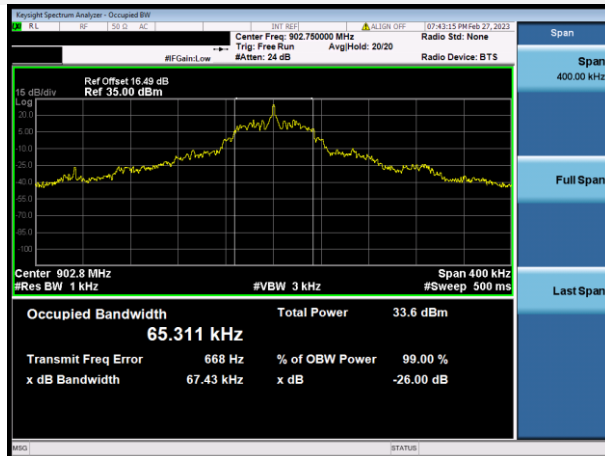 Keysight Spectrum Analyzer - Occupied BW
RL RF 50 Ω AC INT REF ALIGN OFF 07:43:15 PM Feb 27, 2023
Center Freq: 902.750000 MHz Radio Std: None
Trig: Free Run Avg|Hold: 20/20
#IFGain:Low #Atten: 24 dB Radio Device: BTS
Ref Offset 16.49 dB
15 dB/div Ref 35.00 dBm
Log
20.0
5.00
-10.0
-25.0
-40.0
-55.0
-70.0
-85.0
-100
Center 902.8 MHz Span 400 kHz
#Res BW 1 kHz #VBW 3 kHz #Sweep 500 ms
Occupied Bandwidth Total Power 33.6 dBm
65.311 kHz
Transmit Freq Error 668 Hz % of OBW Power 99.00 %
x dB Bandwidth 67.43 kHz x dB -26.00 dB
MSG STATUS
Span
Span
400.00 kHz
Full Span
Last Span